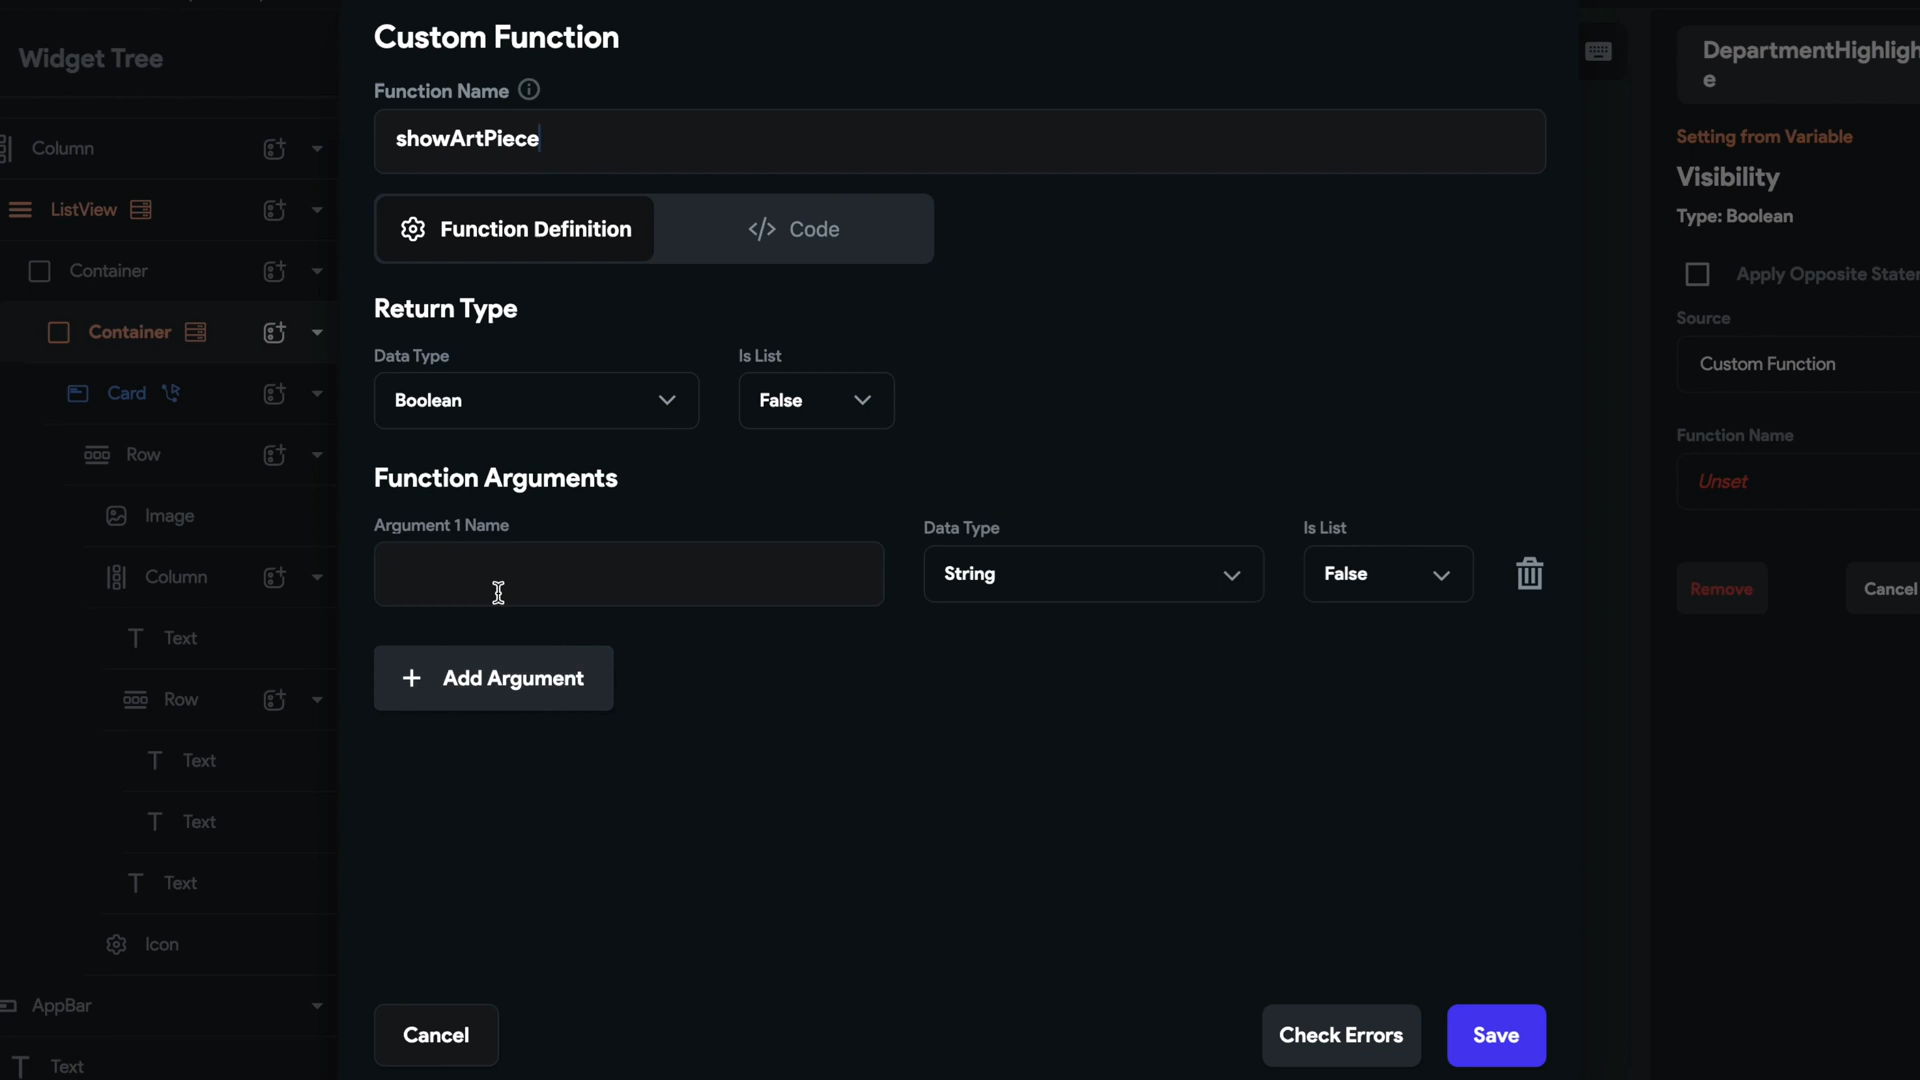 Widget Tree
Column
ListView
Container
Container
Card
Row
Image
Column
Text
Row
Text
Text
Text
Icon
AppBar
Text
Custom Function
Function Name
showArtPiece
Function Definition
</> Code
Return Type
Data Type
Is List
Boolean
False
Function Arguments
Argument 1 Name
Data Type
Is List
String
False
+ Add Argument
Cancel
Check Errors
Save
DepartmentHighligh
e
Setting from Variable
Visibility
Type: Boolean
Apply Opposite Stater
Source
Custom Function
Function Name
Unset
Remove
Cancel